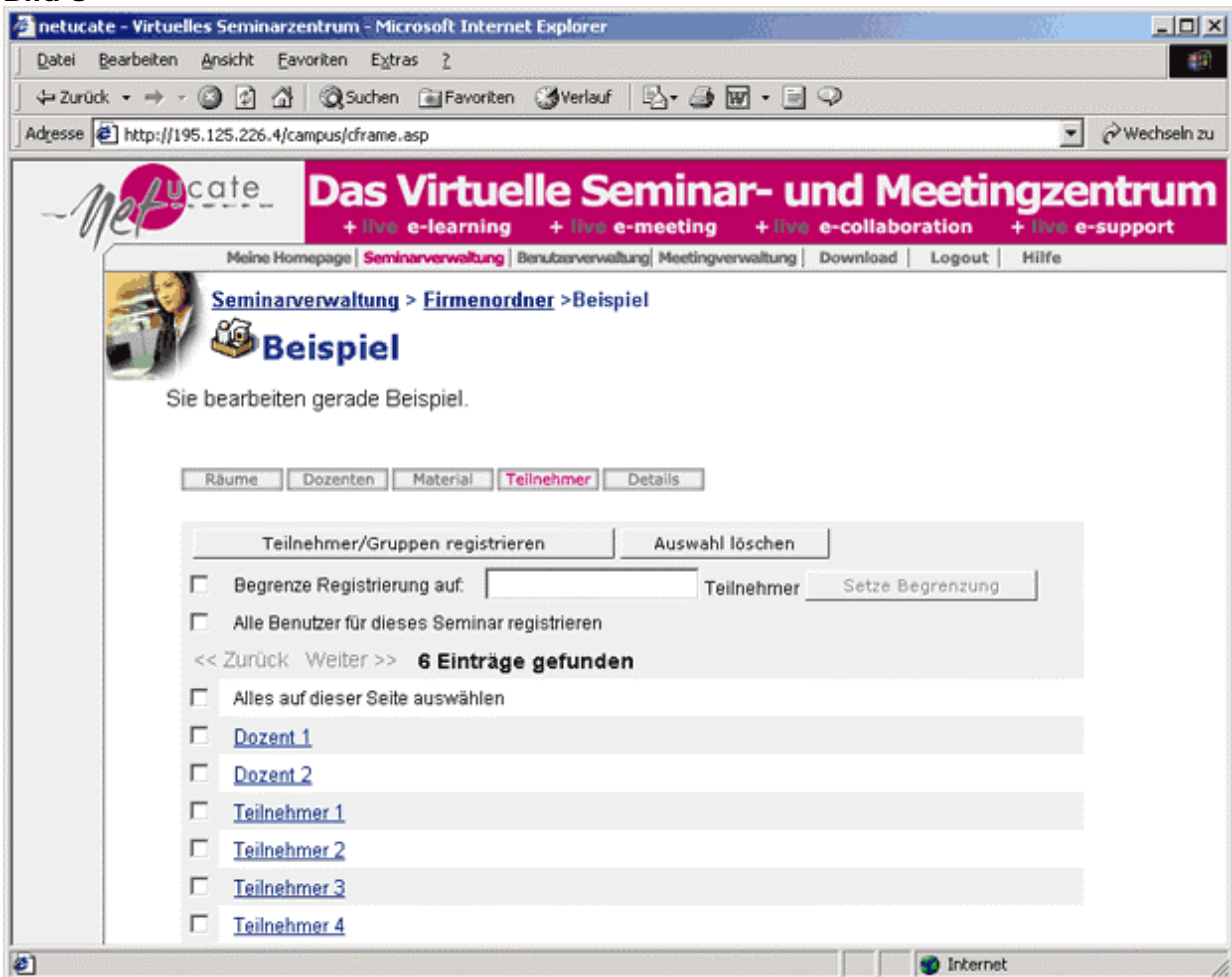 netucate - Virtuelles Seminarzentrum - Microsoft Internet Explorer
Datei Bearbeiten Ansicht Favoriten Extras ?
Zurück Suchen Favoriten Verlauf
Adresse http://195.125.226.4/campus/cframe.asp Wechseln zu
netucate Das Virtuelle Seminar- und Meetingzentrum
+ live e-learning + live e-meeting + live e-collaboration + live e-support
Meine Homepage | Seminarverwaltung | Benutzerverwaltung | Meetingverwaltung | Download | Logout | Hilfe
Seminarverwaltung > Firmenordner >Beispiel
Beispiel
Sie bearbeiten gerade Beispiel.
Räume Dozenten Material Teilnehmer Details
Teilnehmer/Gruppen registrieren Auswahl löschen
Begrenze Registrierung auf: Teilnehmer Setze Begrenzung
Alle Benutzer für dieses Seminar registrieren
<< Zurück Weiter >> 6 Einträge gefunden
Alles auf dieser Seite auswählen
Dozent 1
Dozent 2
Teilnehmer 1
Teilnehmer 2
Teilnehmer 3
Teilnehmer 4
Internet